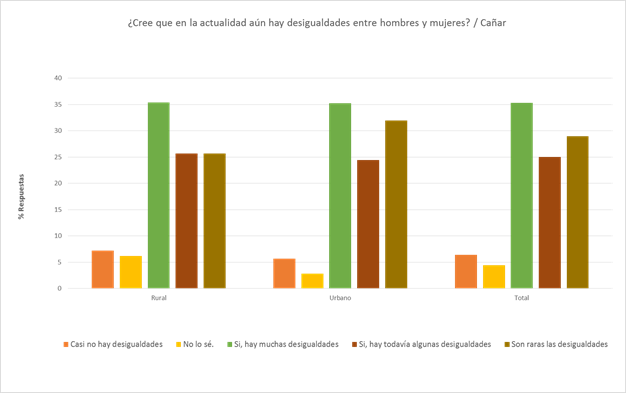 ¿Cree que en la actualidad aún hay desigualdades entre hombres y mujeres? / Cañar
% Respuestas
40
35
30
25
20
15
10
5
0
Rural Urbano Total
Casi no hay desigualdades No lo sé. Si, hay muchas desigualdades Si, hay todavía algunas desigualdades Son raras las desigualdades